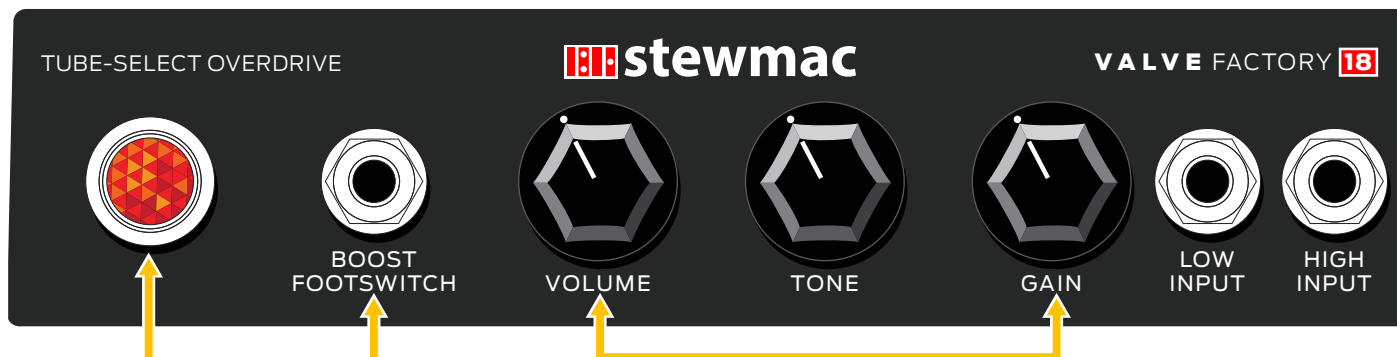 TUBE-SELECT OVERDRIVE
stewmac
VALVE FACTORY 18
BOOST
FOOTSWITCH
VOLUME
TONE
GAIN
LOW
INPUT
HIGH
INPUT